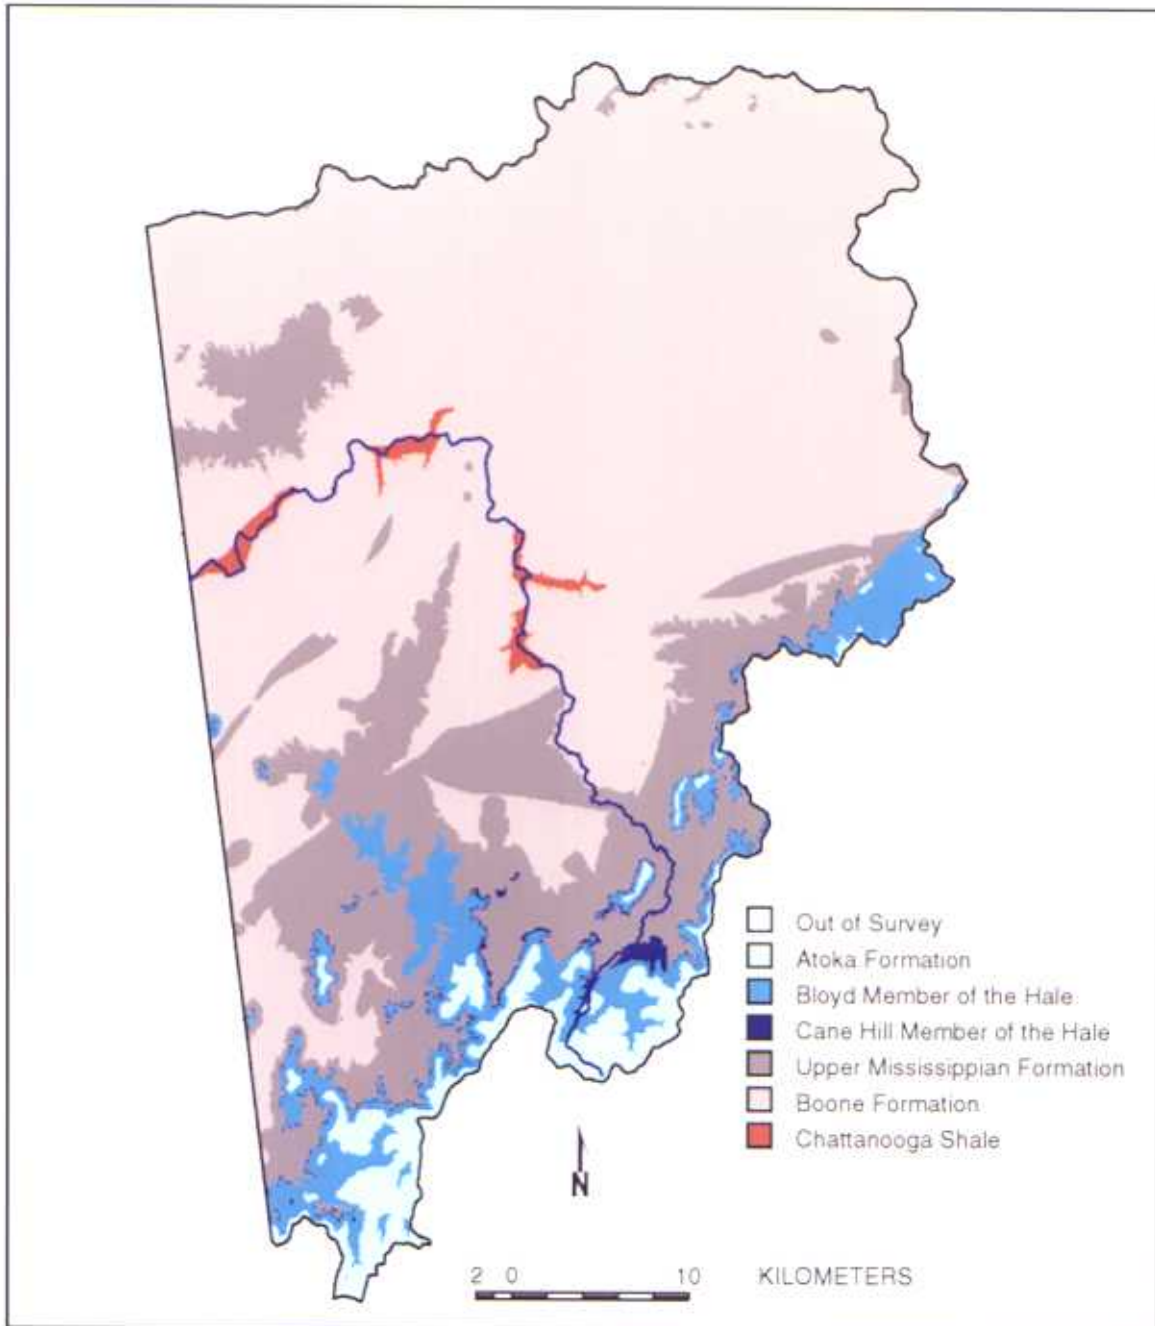 Out of Survey
Atoka Formation
Bloyd Member of the Hale
Cane Hill Member of the Hale
Upper Mississippian Formation
Boone Formation
Chattanooga Shale
N
2 0 10 KILOMETERS